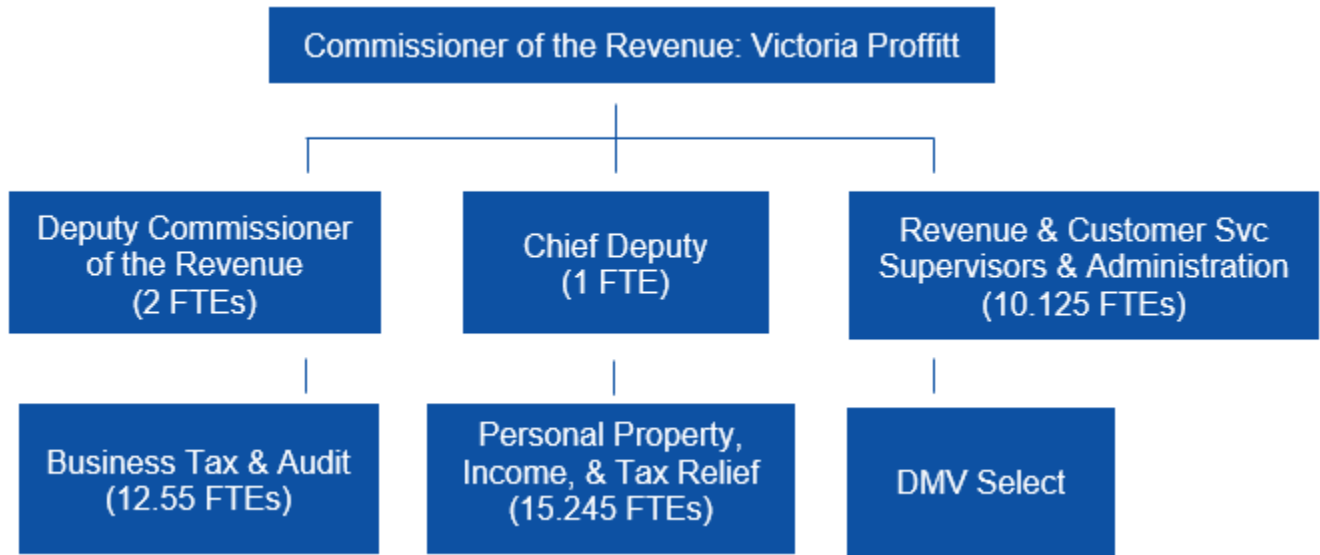 Commissioner of the Revenue: Victoria Proffitt
Deputy Commissioner
of the Revenue
(2 FTEs)
Chief Deputy
(1 FTE)
Revenue & Customer Svc
Supervisors & Administration
(10.125 FTEs)
Business Tax & Audit
(12.55 FTEs)
Personal Property,
Income, & Tax Relief
(15.245 FTEs)
DMV Select